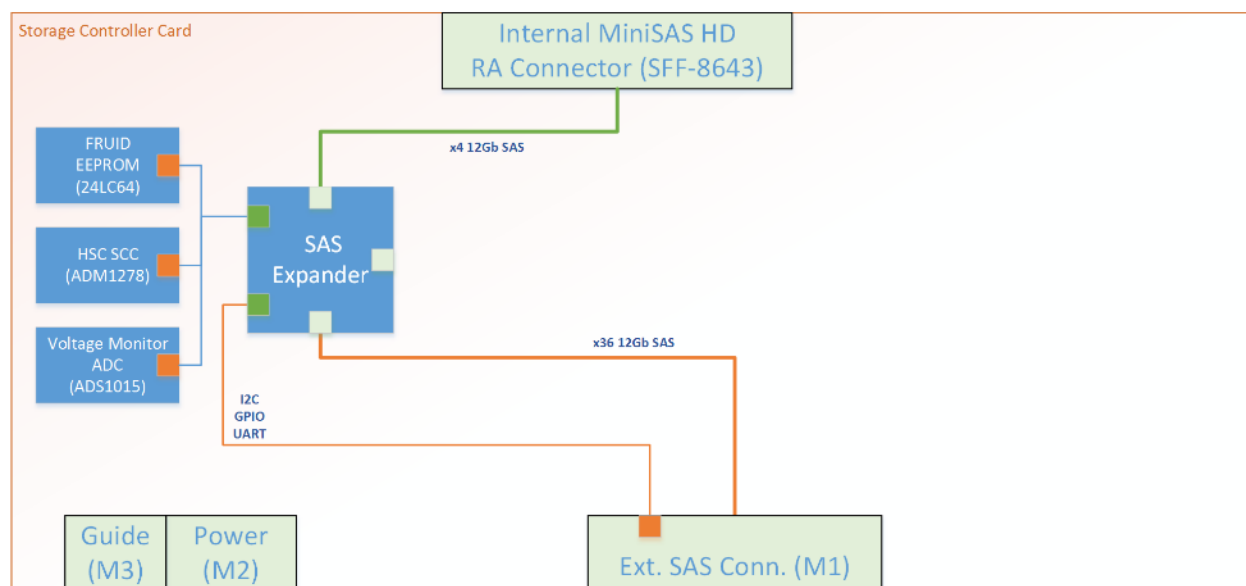 Storage Controller Card
Internal MiniSAS HD
RA Connector (SFF-8643)
x4 12Gb SAS
FRUID
EEPROM
(24LC64)
HSC SCC
(ADM1278)
Voltage Monitor
ADC
(ADS1015)
SAS
Expander
x36 12Gb SAS
I2C
GPIO
UART
Guide
(M3)
Power
(M2)
Ext. SAS Conn. (M1)